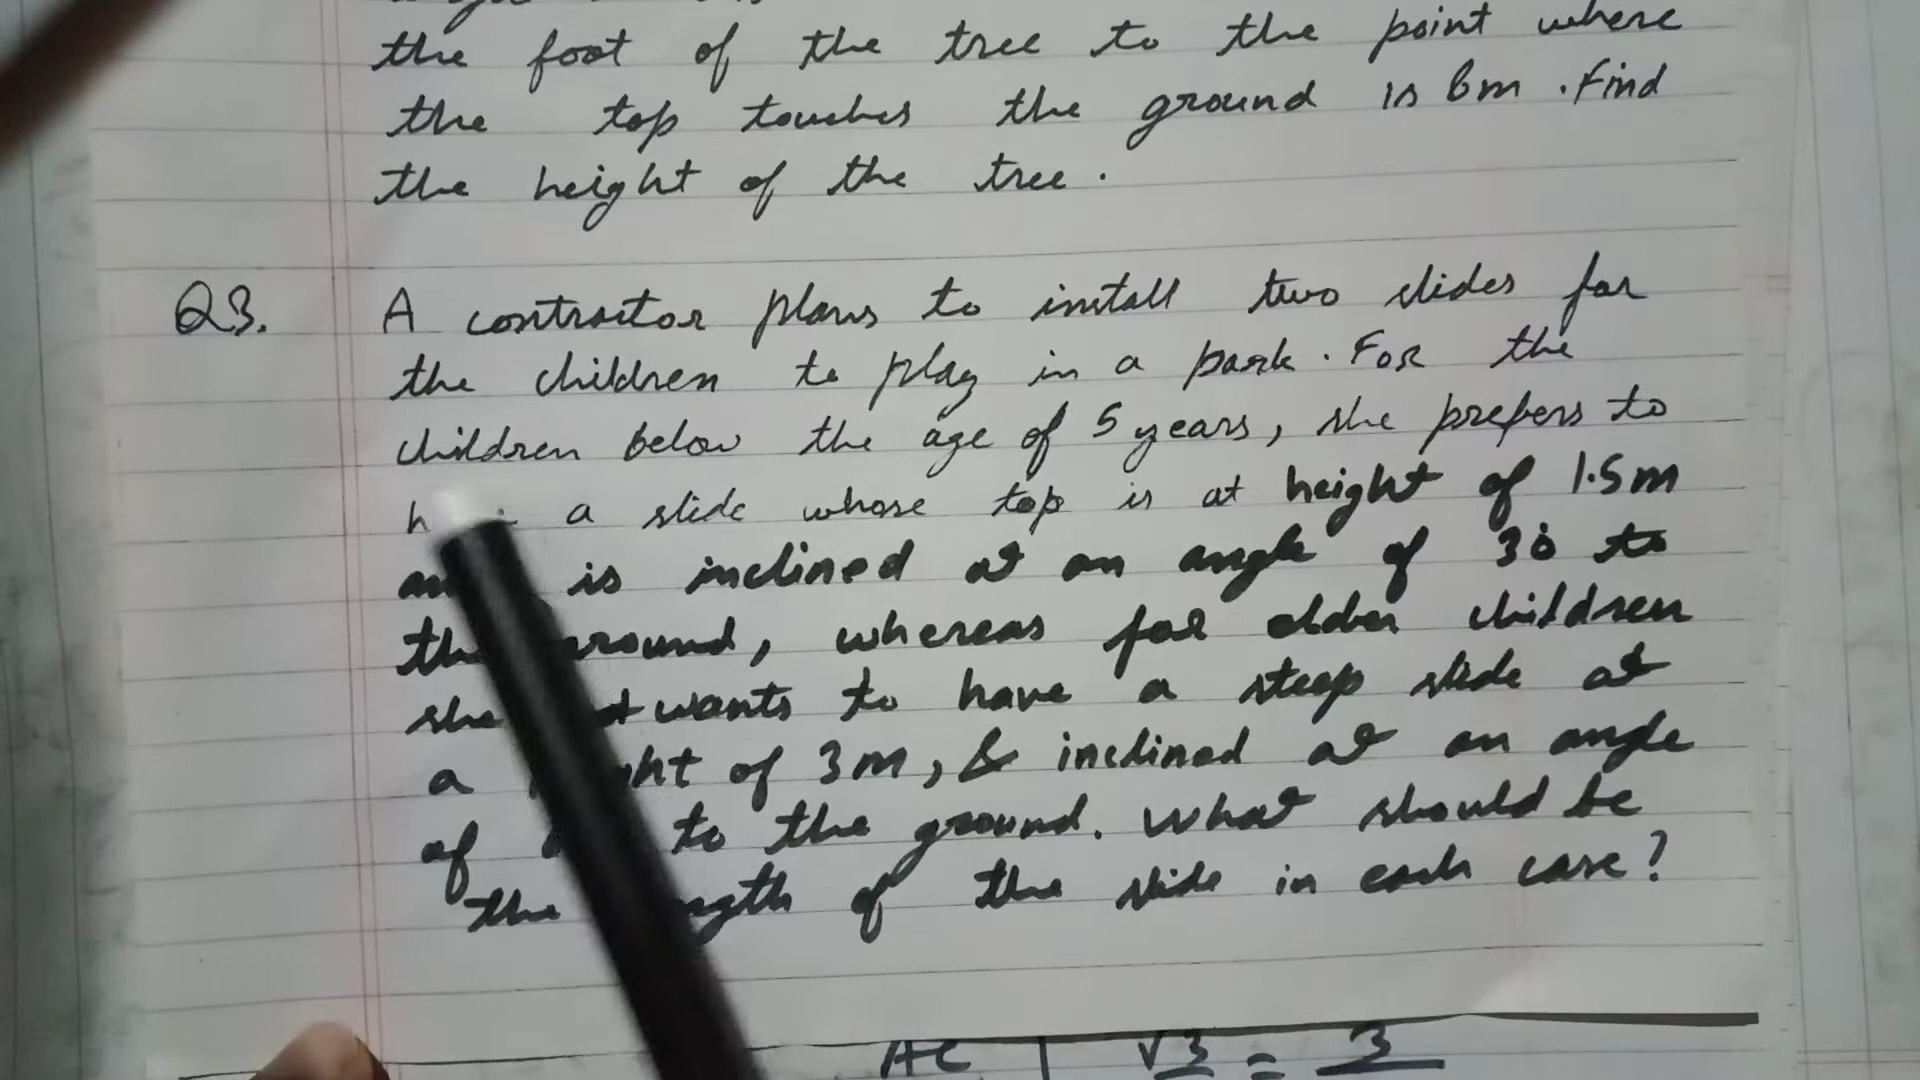 the foot of the tree to the point where
the top touches the ground is 6m. Find
the height of the tree.
Q3. A contractor plans to install two slides for
the children to play in a park. For the
children below the age of 5 years, she prefers to
a slide whose top is at height of 1.5m
is inclined at an angle of 30° to
whereas for older children
she wants to have a steep slide at
a of 3m, & inclined at an angle
of to the ground. What should be
the of the slide in each case?
AC √3 = 3